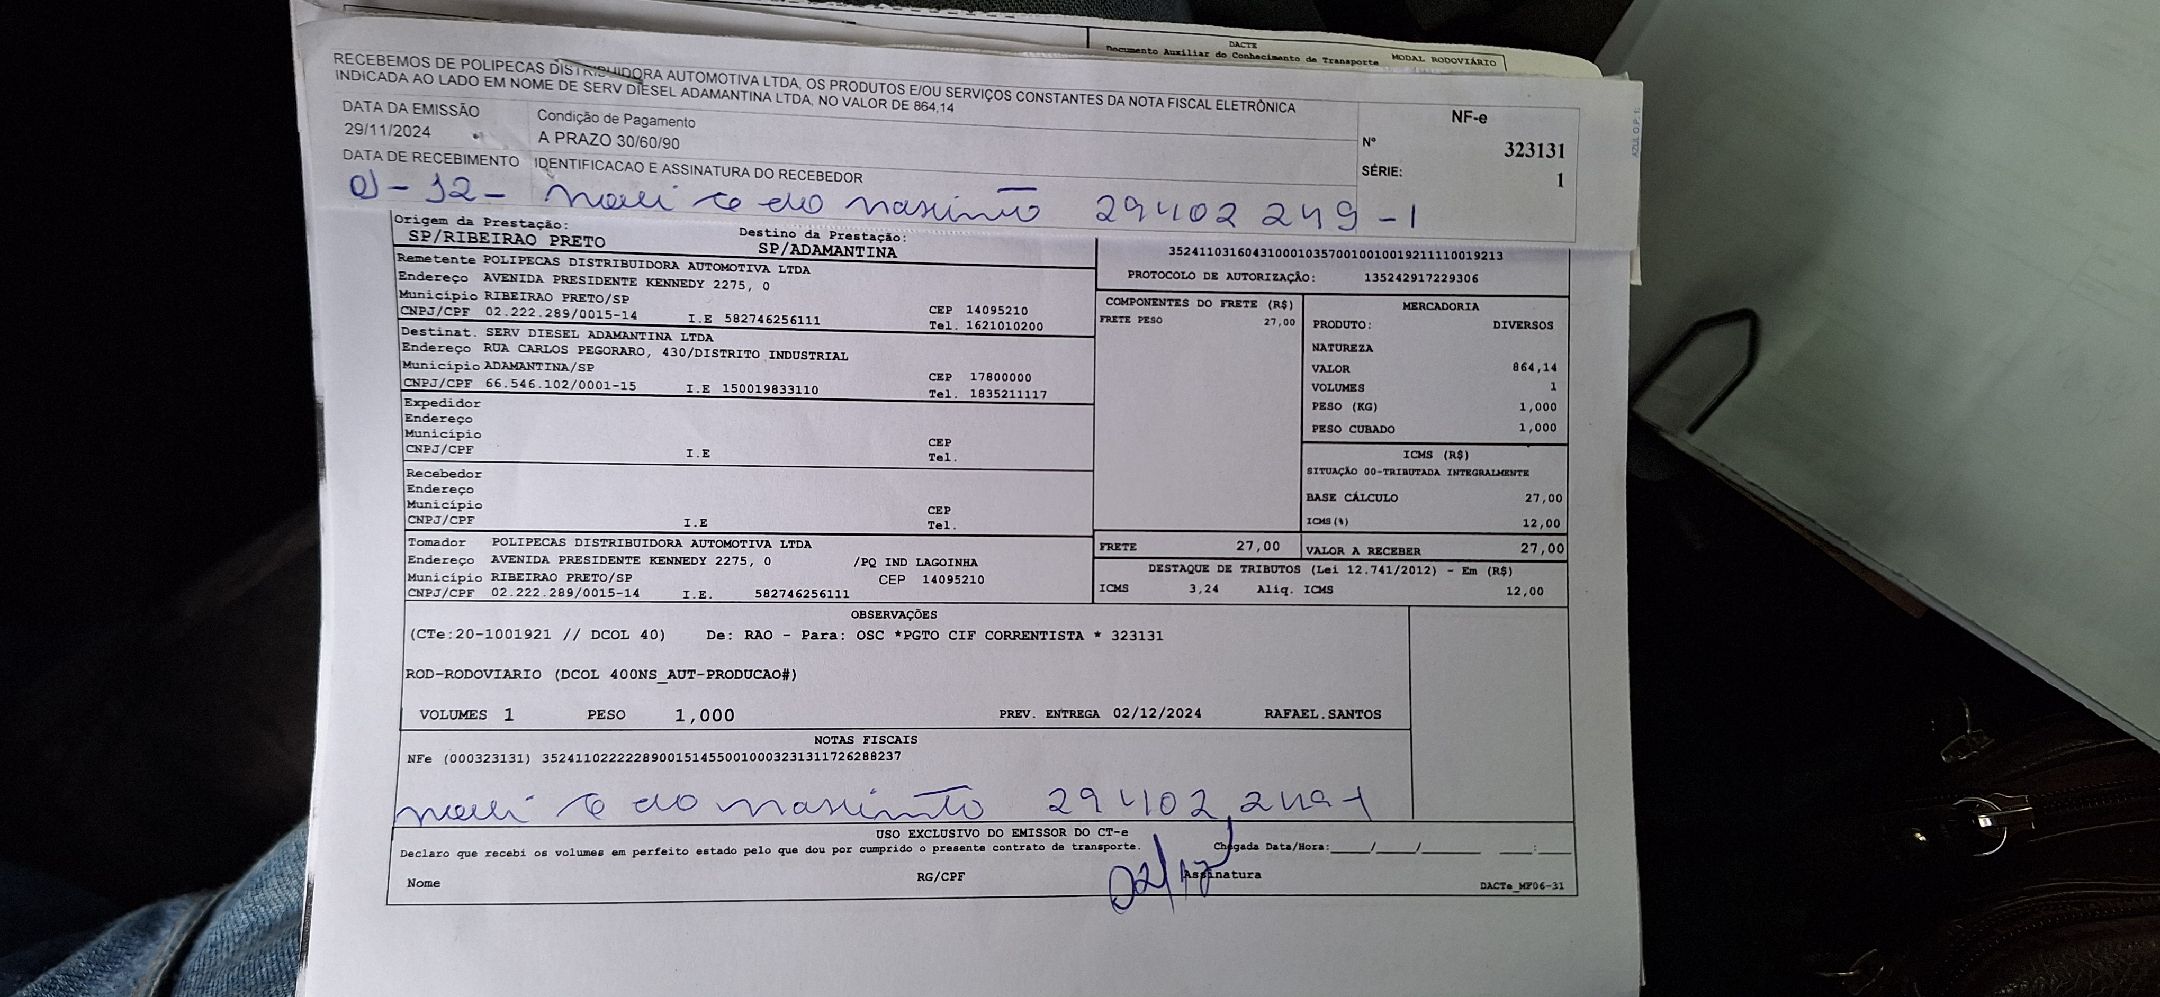 DACTE
Documento Auxiliar do Conhecimento de Transporte MODAL RODOVIÁRIO
RECEBEMOS DE POLIPECAS DISTRIBUIDORA AUTOMOTIVA LTDA, OS PRODUTOS E/OU SERVIÇOS CONSTANTES DA NOTA FISCAL ELETRÔNICA
INDICADA AO LADO EM NOME DE SERV DIESEL ADAMANTINA LTDA, NO VALOR DE 864,14
NF-e
Nº 323131
SÉRIE: 1
DATA DA EMISSÃO Condição de Pagamento
29/11/2024 A PRAZO 30/60/90
DATA DE RECEBIMENTO IDENTIFICACAO E ASSINATURA DO RECEBEDOR
12 - do nascimento 29402249-1
Origem da Prestação: Destino da Prestação:
SP/RIBEIRAO PRETO SP/ADAMANTINA
Remetente POLIPECAS DISTRIBUIDORA AUTOMOTIVA LTDA
Endereço AVENIDA PRESIDENTE KENNEDY 2275, 0
Município RIBEIRAO PRETO/SP CEP 14095210
CNPJ/CPF 02.222.289/0015-14 I.E 582746256111 Tel. 1621010200
Destinat. SERV DIESEL ADAMANTINA LTDA
Endereço RUA CARLOS PEGORARO, 430/DISTRITO INDUSTRIAL
Município ADAMANTINA/SP CEP 17800000
CNPJ/CPF 66.546.102/0001-15 I.E 150019833110 Tel. 1835211117
Expedidor
Endereço
Município CEP
CNPJ/CPF I.E Tel.
Recebedor
Endereço
Município CEP
CNPJ/CPF I.E Tel.
Tomador POLIPECAS DISTRIBUIDORA AUTOMOTIVA LTDA
Endereço AVENIDA PRESIDENTE KENNEDY 2275, 0 /PQ IND LAGOINHA
Município RIBEIRAO PRETO/SP CEP 14095210
CNPJ/CPF 02.222.289/0015-14 I.E. 582746256111
35241103160431000103570010010019211110019213
PROTOCOLO DE AUTORIZAÇÃO: 135242917229306
COMPONENTES DO FRETE (R$)
FRETE PESO 27,00
MERCADORIA
PRODUTO: DIVERSOS
NATUREZA
VALOR 864,14
VOLUMES 1
PESO (KG) 1,000
PESO CUBADO 1,000
ICMS (R$)
SITUAÇÃO 00-TRIBUTADA INTEGRALMENTE
BASE CÁLCULO 27,00
ICMS(%) 12,00
FRETE 27,00 VALOR A RECEBER 27,00
DESTAQUE DE TRIBUTOS (Lei 12.741/2012) - Em (R$)
ICMS 3,24 Aliq. ICMS 12,00
OBSERVAÇÕES
(CTe:20-1001921 // DCOL 40) De: RAO - Para: OSC *PGTO CIF CORRENTISTA * 323131
ROD-RODOVIARIO (DCOL 400NS_AUT-PRODUCAO#)
VOLUMES 1 PESO 1,000 PREV. ENTREGA 02/12/2024 RAFAEL.SANTOS
NOTAS FISCAIS
NFe (000323131) 35241102222289001514550010003231311726288237
do nascimento 29402249-1
USO EXCLUSIVO DO EMISSOR DO CT-e
Declaro que recebi os volumes em perfeito estado pelo que dou por cumprido o presente contrato de transporte. Chegada Data/Hora:____/____/______ ___:___
Nome RG/CPF Assinatura
02/12
DACTe_MF06-31